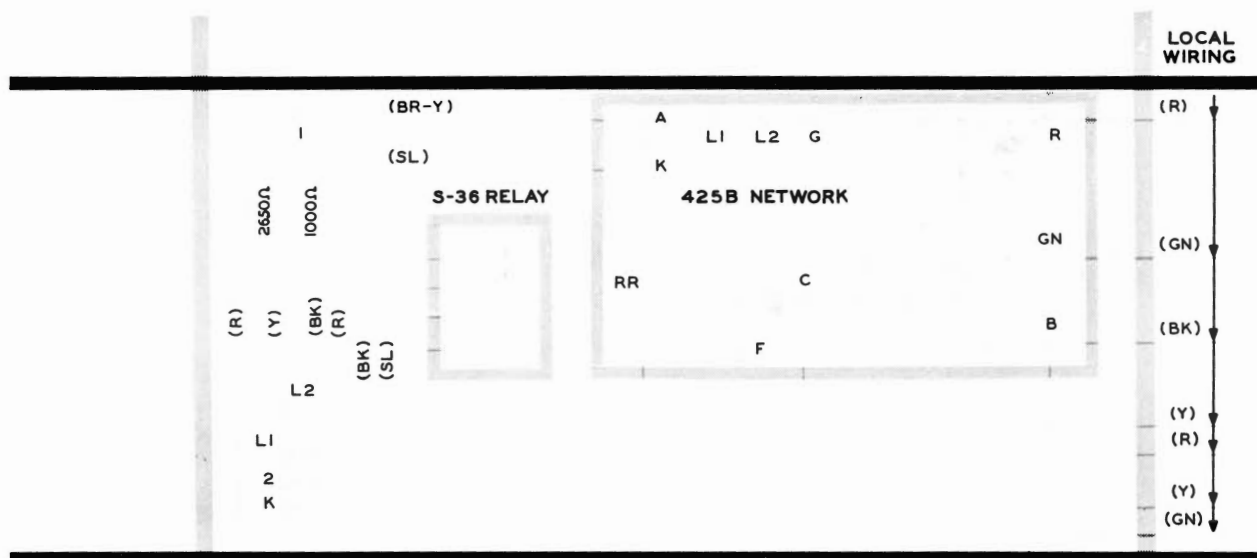 LOCAL
WIRING
(BR-Y)
(SL)
1
2650Ω
1000Ω
(R)
(Y)
(BK)
(R)
(BK)
(SL)
L2
L1
2
K
S-36 RELAY
A
L1
L2
G
R
K
425B NETWORK
GN
RR
C
B
F
(R)
(GN)
(BK)
(Y)
(R)
(Y)
(GN)